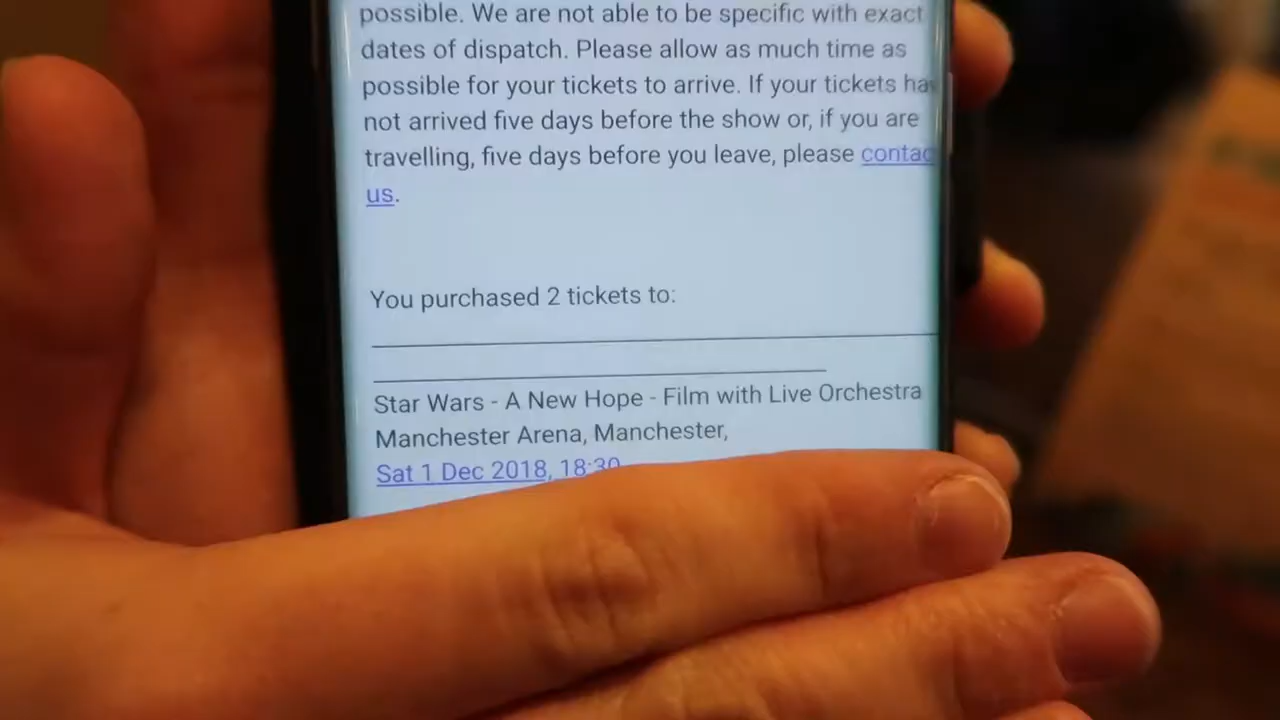 possible. We are not able to be specific with exact
dates of dispatch. Please allow as much time as
possible for your tickets to arrive. If your tickets
not arrived five days before the show or, if you are
travelling, five days before you leave, please contac
us.
You purchased 2 tickets to:
Star Wars - A New Hope - Film with Live Orchestra
Manchester Arena, Manchester,
Sat 1 Dec 2018, 18:30